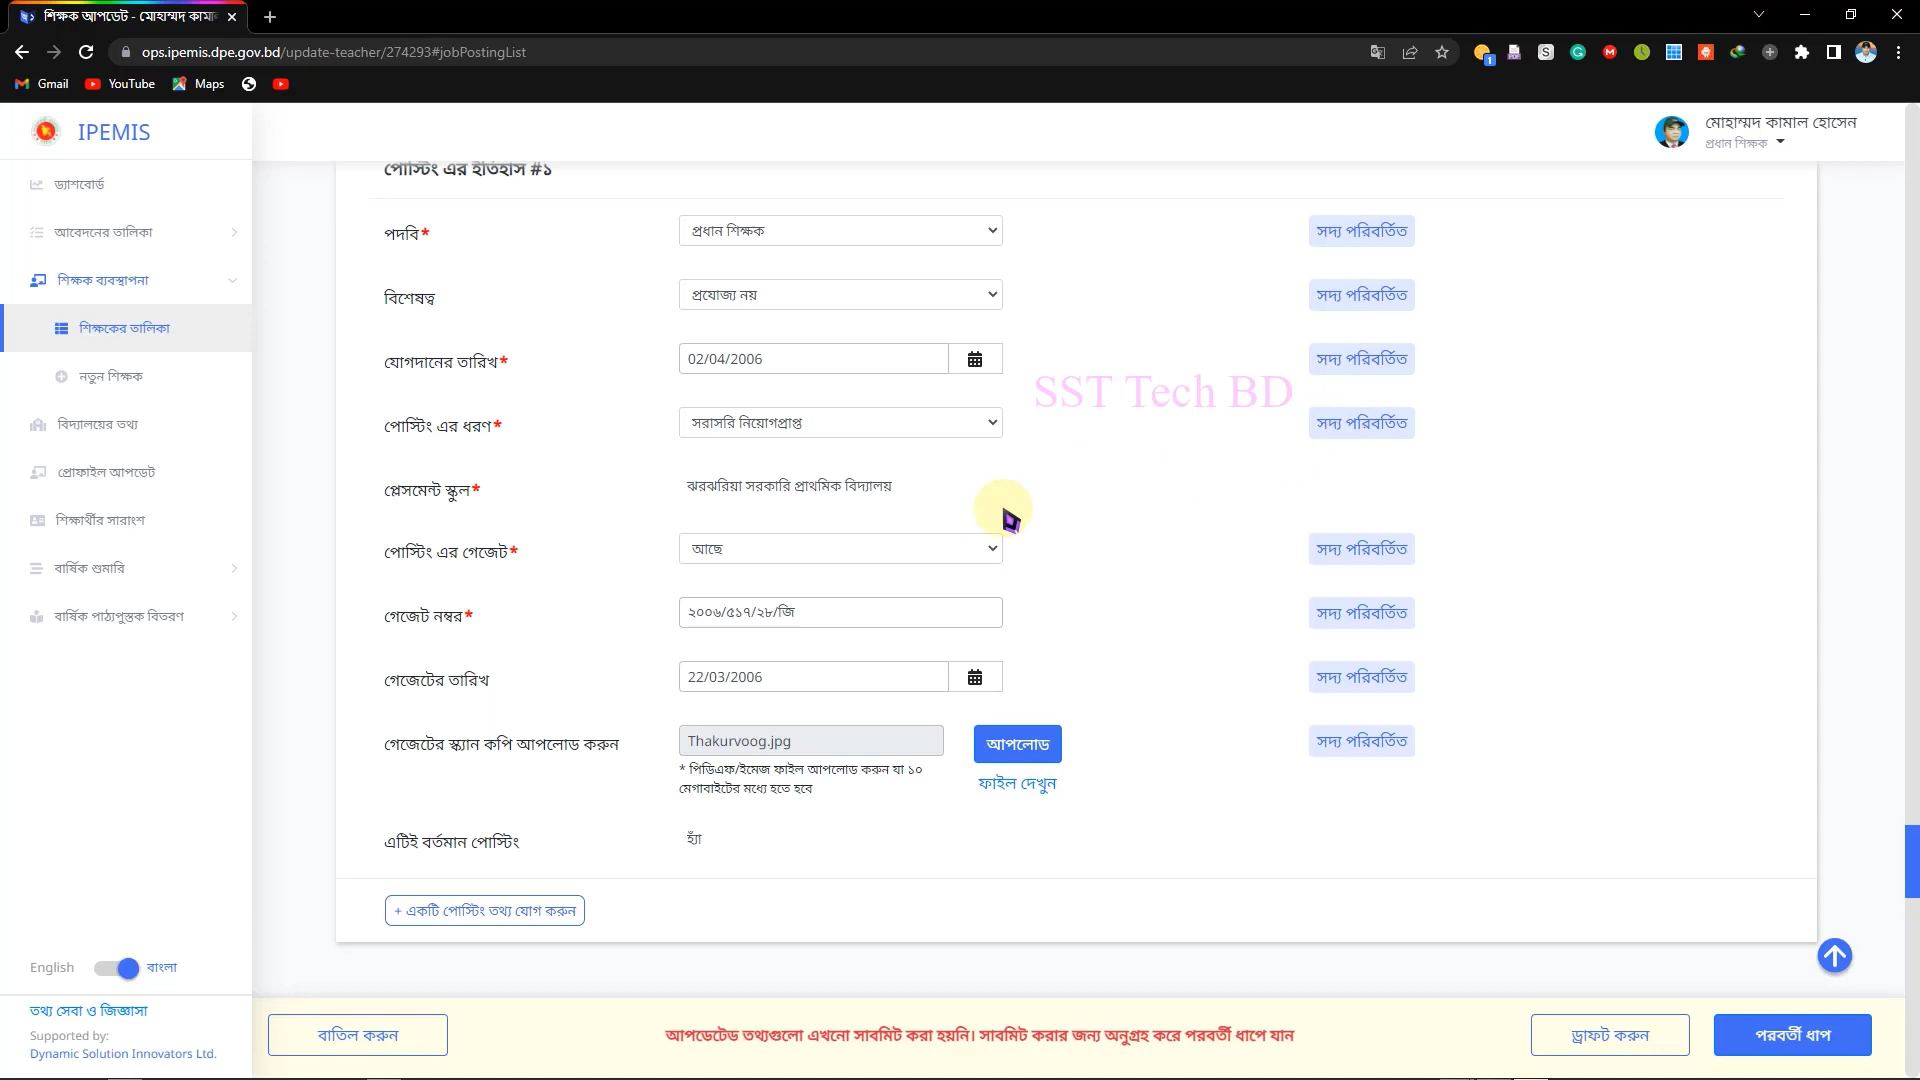 শিক্ষক আপডেট - মোহাম্মদ কামাল
ops.ipemis.dpe.gov.bd/update-teacher/274293#jobPostingList
Gmail
YouTube
Maps
IPEMIS
মোহাম্মদ কামাল হোসেন
প্রধান শিক্ষক
ড্যাশবোর্ড
আবেদনের তালিকা
শিক্ষক ব্যবস্থাপনা
শিক্ষকের তালিকা
নতুন শিক্ষক
বিদ্যালয়ের তথ্য
প্রোফাইল আপডেট
শিক্ষার্থীর সারাংশ
বার্ষিক শুমারি
বার্ষিক পাঠ্যপুস্তক বিতরণ
English বাংলা
তথ্য সেবা ও জিজ্ঞাসা
Supported by:
Dynamic Solution Innovators Ltd.
পোস্টিং এর ইতিহাস #১
পদবি* প্রধান শিক্ষক সদ্য পরিবর্তিত
বিশেষত্ব প্রযোজ্য নয় সদ্য পরিবর্তিত
যোগদানের তারিখ* 02/04/2006 সদ্য পরিবর্তিত
SST Tech BD
পোস্টিং এর ধরণ* সরাসরি নিয়োগপ্রাপ্ত সদ্য পরিবর্তিত
প্লেসমেন্ট স্কুল* ঝরঝরিয়া সরকারি প্রাথমিক বিদ্যালয়
পোস্টিং এর গেজেট* আছে সদ্য পরিবর্তিত
গেজেট নম্বর* ২০০৬/৫১৭/২৮/জি সদ্য পরিবর্তিত
গেজেটের তারিখ 22/03/2006 সদ্য পরিবর্তিত
গেজেটের স্ক্যান কপি আপলোড করুন Thakurvoog.jpg আপলোড সদ্য পরিবর্তিত
* পিডিএফ/ইমেজ ফাইল আপলোড করুন যা ১০
মেগাবাইটের মধ্যে হতে হবে
ফাইল দেখুন
এটিই বর্তমান পোস্টিং হ্যাঁ
+ একটি পোস্টিং তথ্য যোগ করুন
বাতিল করুন
আপডেটেড তথ্যগুলো এখনো সাবমিট করা হয়নি। সাবমিট করার জন্য অনুগ্রহ করে পরবর্তী ধাপে যান
ড্রাফট করুন
পরবর্তী ধাপ